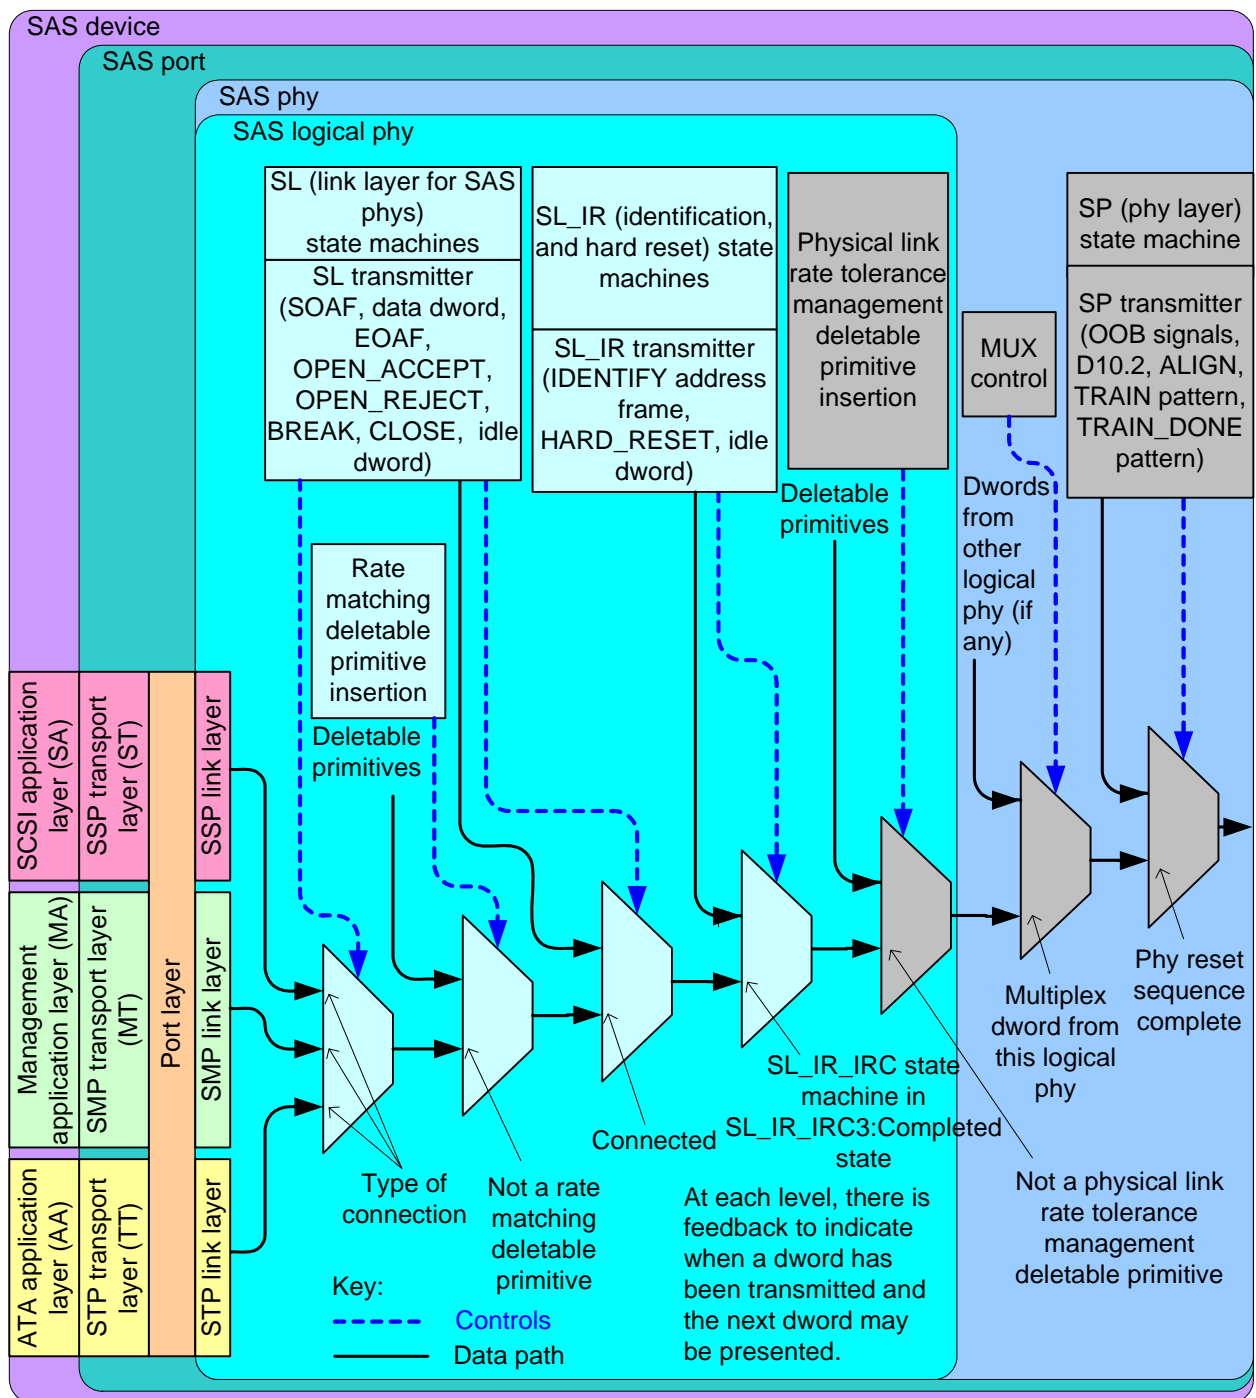 SAS device
SAS port
SAS phy
SAS logical phy
SL (link layer for SAS
phys)
state machines
SL transmitter
(SOAF, data dword,
EOAF,
OPEN_ACCEPT,
OPEN_REJECT,
BREAK, CLOSE, idle
dword)
SL_IR (identification,
and hard reset) state
machines
SL_IR transmitter
(IDENTIFY address
frame,
HARD_RESET, idle
dword)
Physical link
rate tolerance
management
deletable
primitive
insertion
MUX
control
SP (phy layer)
state machine
SP transmitter
(OOB signals,
D10.2, ALIGN,
TRAIN pattern,
TRAIN_DONE
pattern)
Deletable
primitives
Dwords
from
other
logical
phy (if
any)
Rate
matching
deletable
primitive
insertion
Deletable
primitives
SCSI application
layer (SA)
SSP transport
layer (ST)
SSP link layer
Management
application layer (MA)
SMP transport layer
(MT)
Port layer
SMP link layer
ATA application
layer (AA)
STP transport
layer (TT)
STP link layer
Type of
connection
Not a rate
matching
deletable
primitive
Connected
SL_IR_IRC state
machine in
SL_IR_IRC3:Completed
state
Not a physical link
rate tolerance
management
deletable primitive
Multiplex
dword from
this logical
phy
Phy reset
sequence
complete
At each level, there is
feedback to indicate
when a dword has
been transmitted and
the next dword may
be presented.
Key:
Controls
Data path